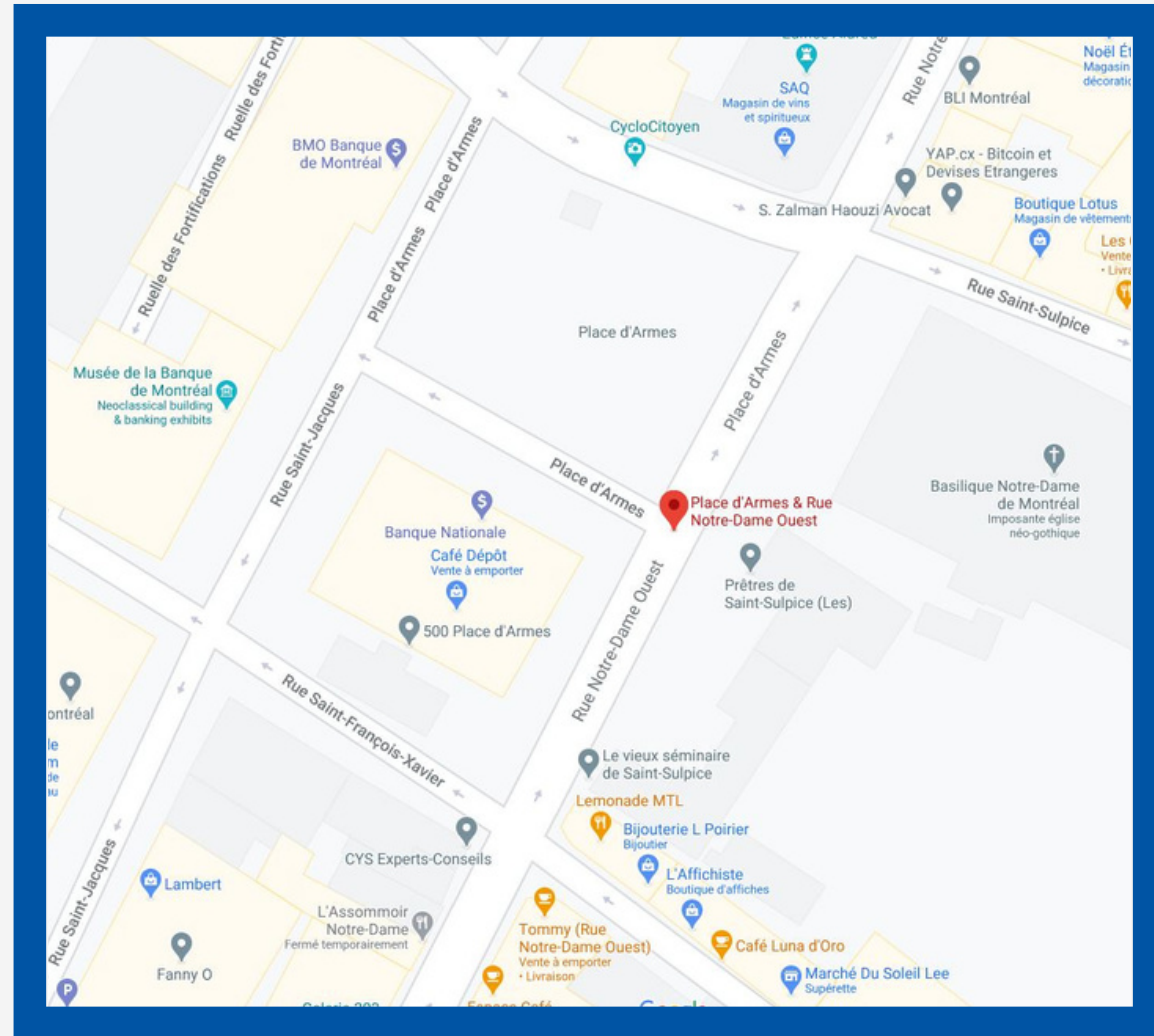 Ruelle des Fortifications
Ruelle des Forti
BMO Banque
de Montréal
Place d'Armes
Place d'Armes
CycloCitoyen
SAQ
Magasin de vins
et spiritueux
Rue Notre
BLI Montréal
Noël Ét
Magasin
décoratio
YAP.cx - Bitcoin et
Devises Etrangeres
S. Zalman Haouzi Avocat
Boutique Lotus
Magasin de vêtement
Les
Vente
• Livra
Rue Saint-Sulpice
Place d'Armes
Place d'Armes
Musée de la Banque
de Montréal
Neoclassical building
& banking exhibits
Rue Saint-Jacques
Place d'Armes
Place d'Armes & Rue
Notre-Dame Ouest
Basilique Notre-Dame
de Montréal
Imposante église
néo-gothique
Banque Nationale
Café Dépôt
Vente à emporter
500 Place d'Armes
Prêtres de
Saint-Sulpice (Les)
Rue Notre-Dame Ouest
Rue Saint-François-Xavier
ontréal
le
m
de
au
Le vieux séminaire
de Saint-Sulpice
Lemonade MTL
Bijouterie L Poirier
Bijoutier
CYS Experts-Conseils
L'Affichiste
Boutique d'affiches
Rue Saint-Jacques
Lambert
L'Assommoir
Notre-Dame
Fermé temporairement
Tommy (Rue
Notre-Dame Ouest)
Vente à emporter
• Livraison
Café Luna d'Oro
Fanny O
Marché Du Soleil Lee
Supérette
P